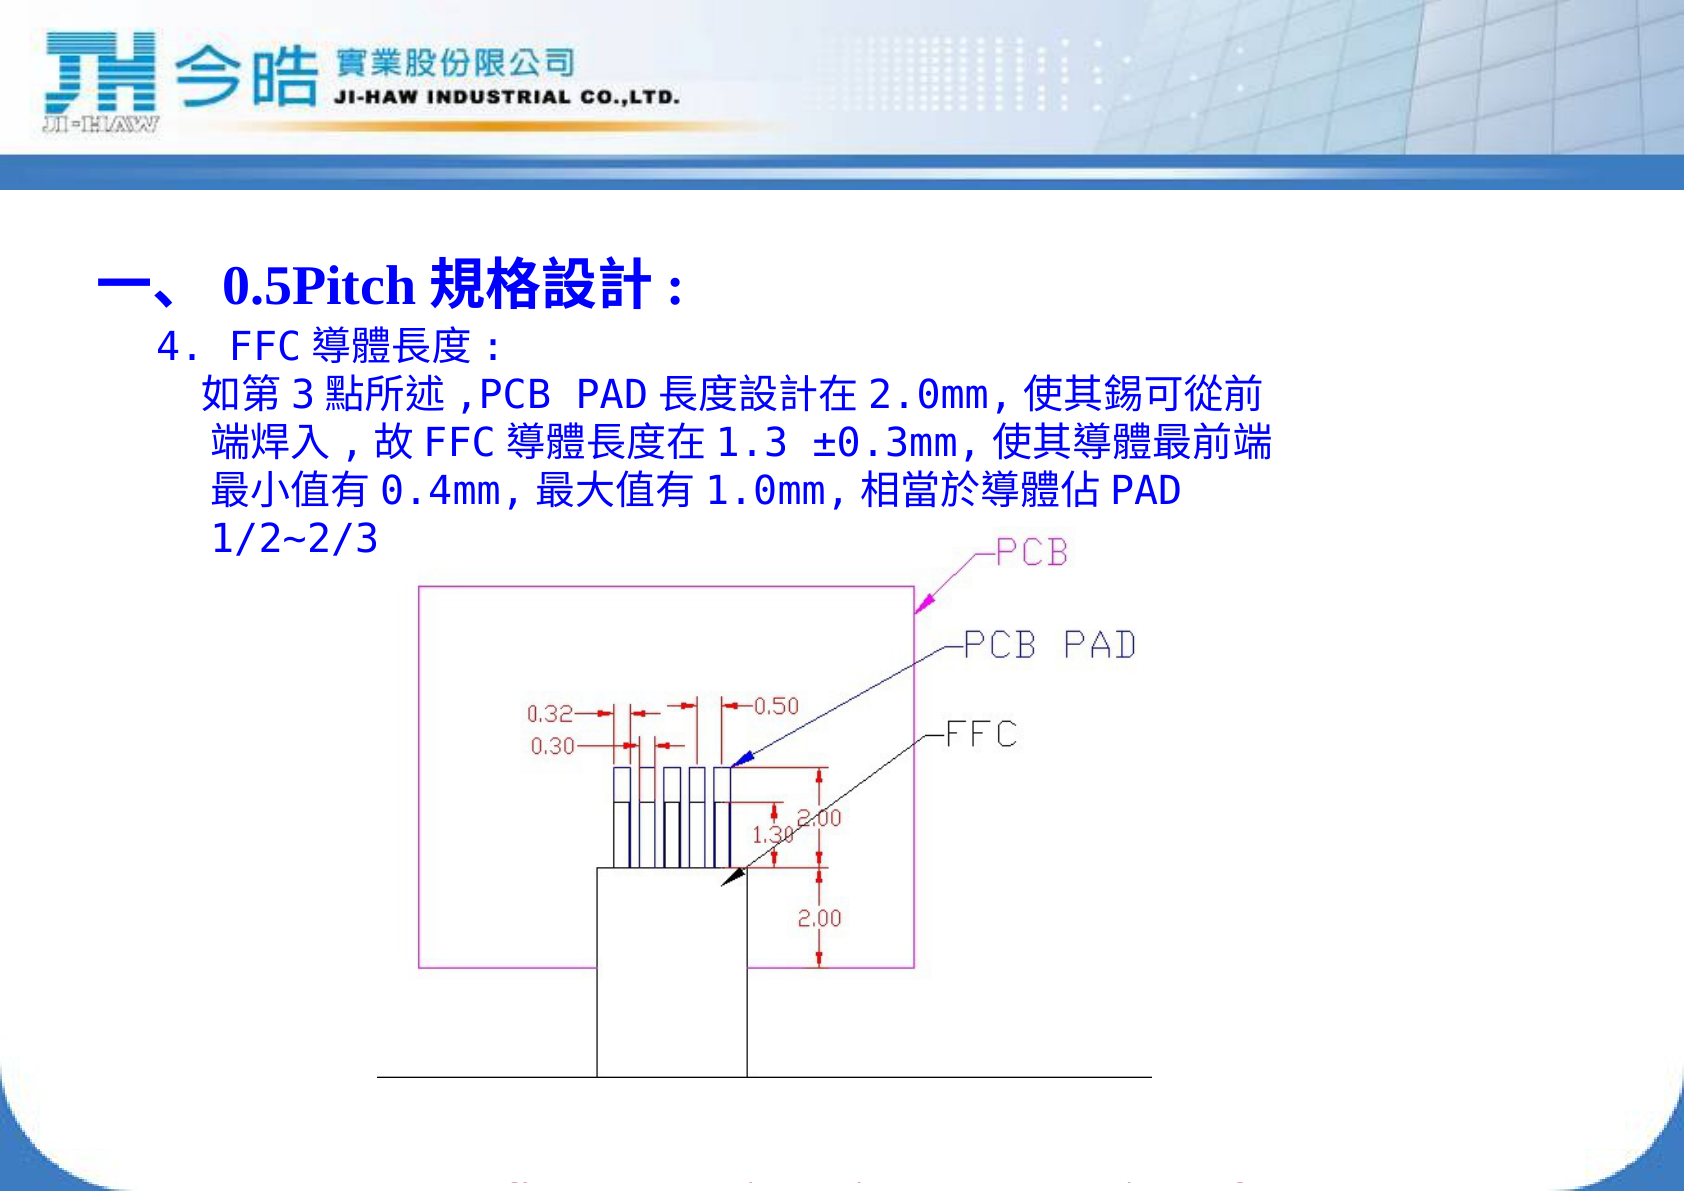 今皓 實業股份限公司
JI-HAW INDUSTRIAL CO.,LTD.
JI-HAW
一、 0.5Pitch 規格設計：
4. FFC 導體長度：
如第 3 點所述 ,PCB PAD 長度設計在 2.0mm, 使其錫可從前
端焊入 , 故 FFC 導體長度在 1.3 ±0.3mm, 使其導體最前端
最小值有 0.4mm, 最大值有 1.0mm, 相當於導體佔 PAD
1/2~2/3
PCB
PCB PAD
0.32
0.50
FFC
0.30
2.00
1.30
2.00